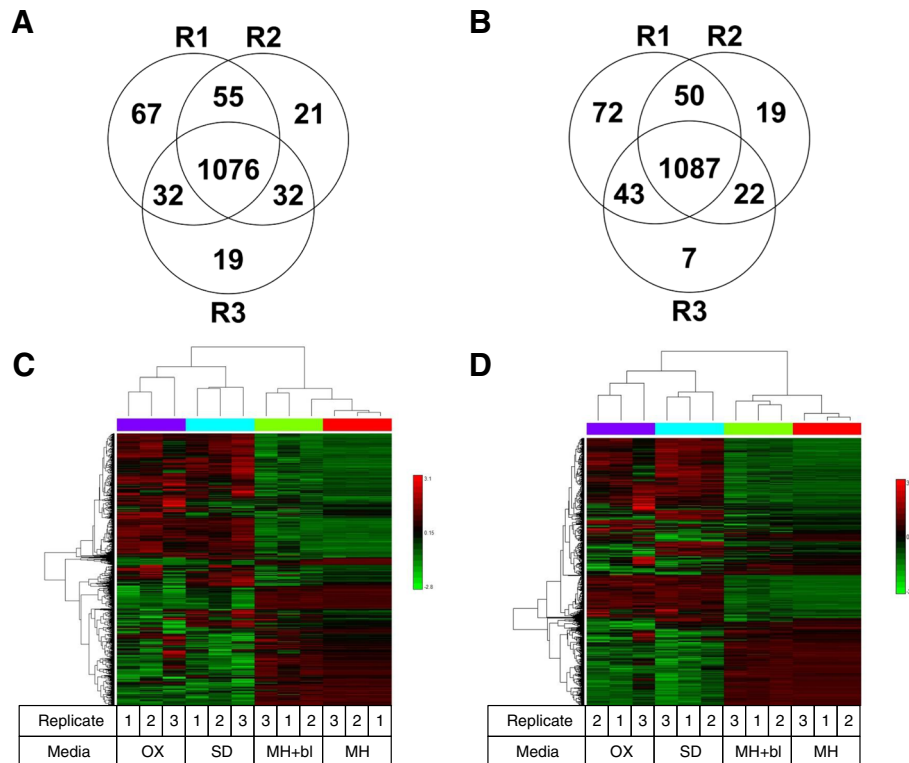 A
B
R1 R2
R1 R2
67 55 21
72 50 19
1076
1087
32 32
43 22
19
7
R3
R3
C
D
3.1
0.15
-2.8
Replicate 1 2 3 1 2 3 3 1 2 3 2 1
Media OX SD MH+bl MH
Replicate 2 1 3 3 1 2 3 1 2 3 1 2
Media OX SD MH+bl MH